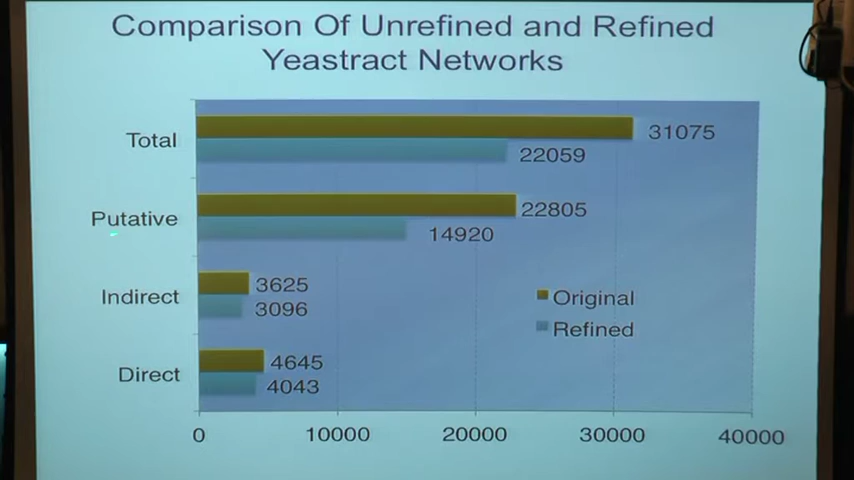 Comparison Of Unrefined and Refined
Yeastract Networks
Total
31075
22059
Putative
22805
14920
Indirect
3625
3096
Original
Refined
Direct
4645
4043
0 10000 20000 30000 40000